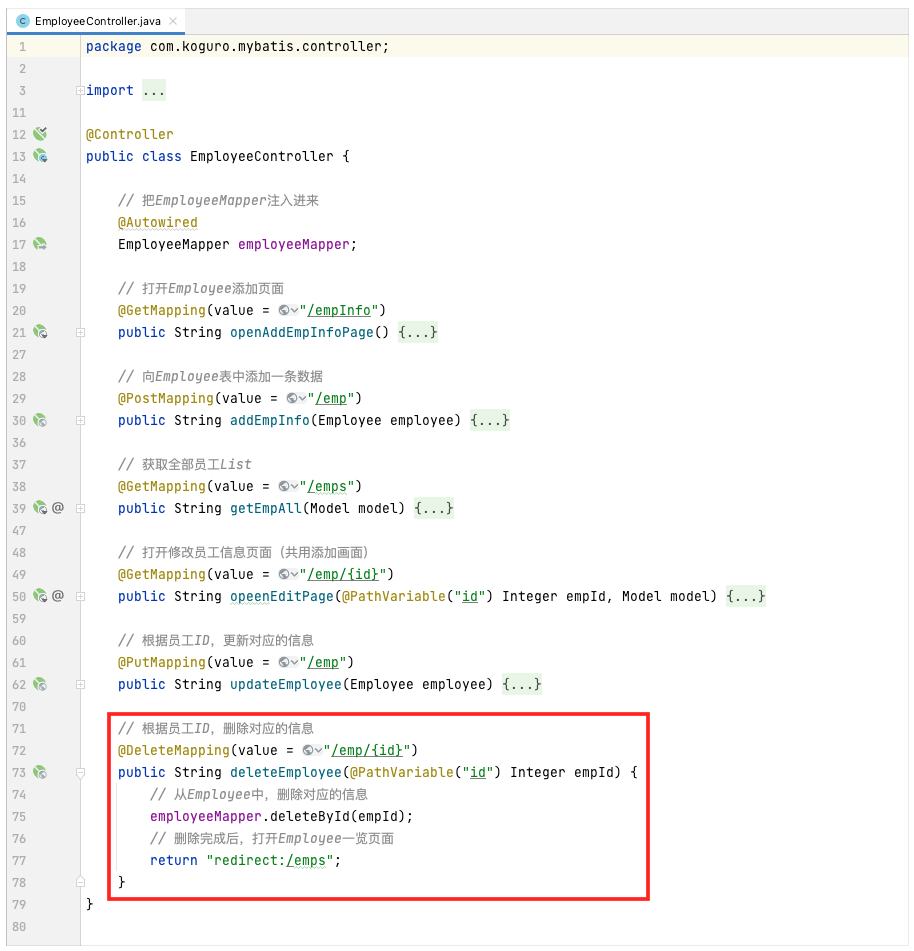 EmployeeController.java
1 package com.koguro.mybatis.controller;
2
3 import ...
11
12 @Controller
13 public class EmployeeController {
14
15 // 把EmployeeMapper注入进来
16 @Autowired
17 EmployeeMapper employeeMapper;
18
19 // 打开Employee添加页面
20 @GetMapping(value = "/empInfo")
21 public String openAddEmpInfoPage() {...}
27
28 // 向Employee表中添加一条数据
29 @PostMapping(value = "/emp")
30 public String addEmpInfo(Employee employee) {...}
36
37 // 获取全部员工List
38 @GetMapping(value = "/emps")
39 @ public String getEmpAll(Model model) {...}
47
48 // 打开修改员工信息页面（共用添加画面）
49 @GetMapping(value = "/emp/{id}")
50 @ public String opeenEditPage(@PathVariable("id") Integer empId, Model model) {...}
59
60 // 根据员工ID，更新对应的信息
61 @PutMapping(value = "/emp")
62 public String updateEmployee(Employee employee) {...}
70
71 // 根据员工ID，删除对应的信息
72 @DeleteMapping(value = "/emp/{id}")
73 public String deleteEmployee(@PathVariable("id") Integer empId) {
74 // 从Employee中，删除对应的信息
75 employeeMapper.deleteById(empId);
76 // 删除完成后，打开Employee一览页面
77 return "redirect:/emps";
78 }
79 }
80